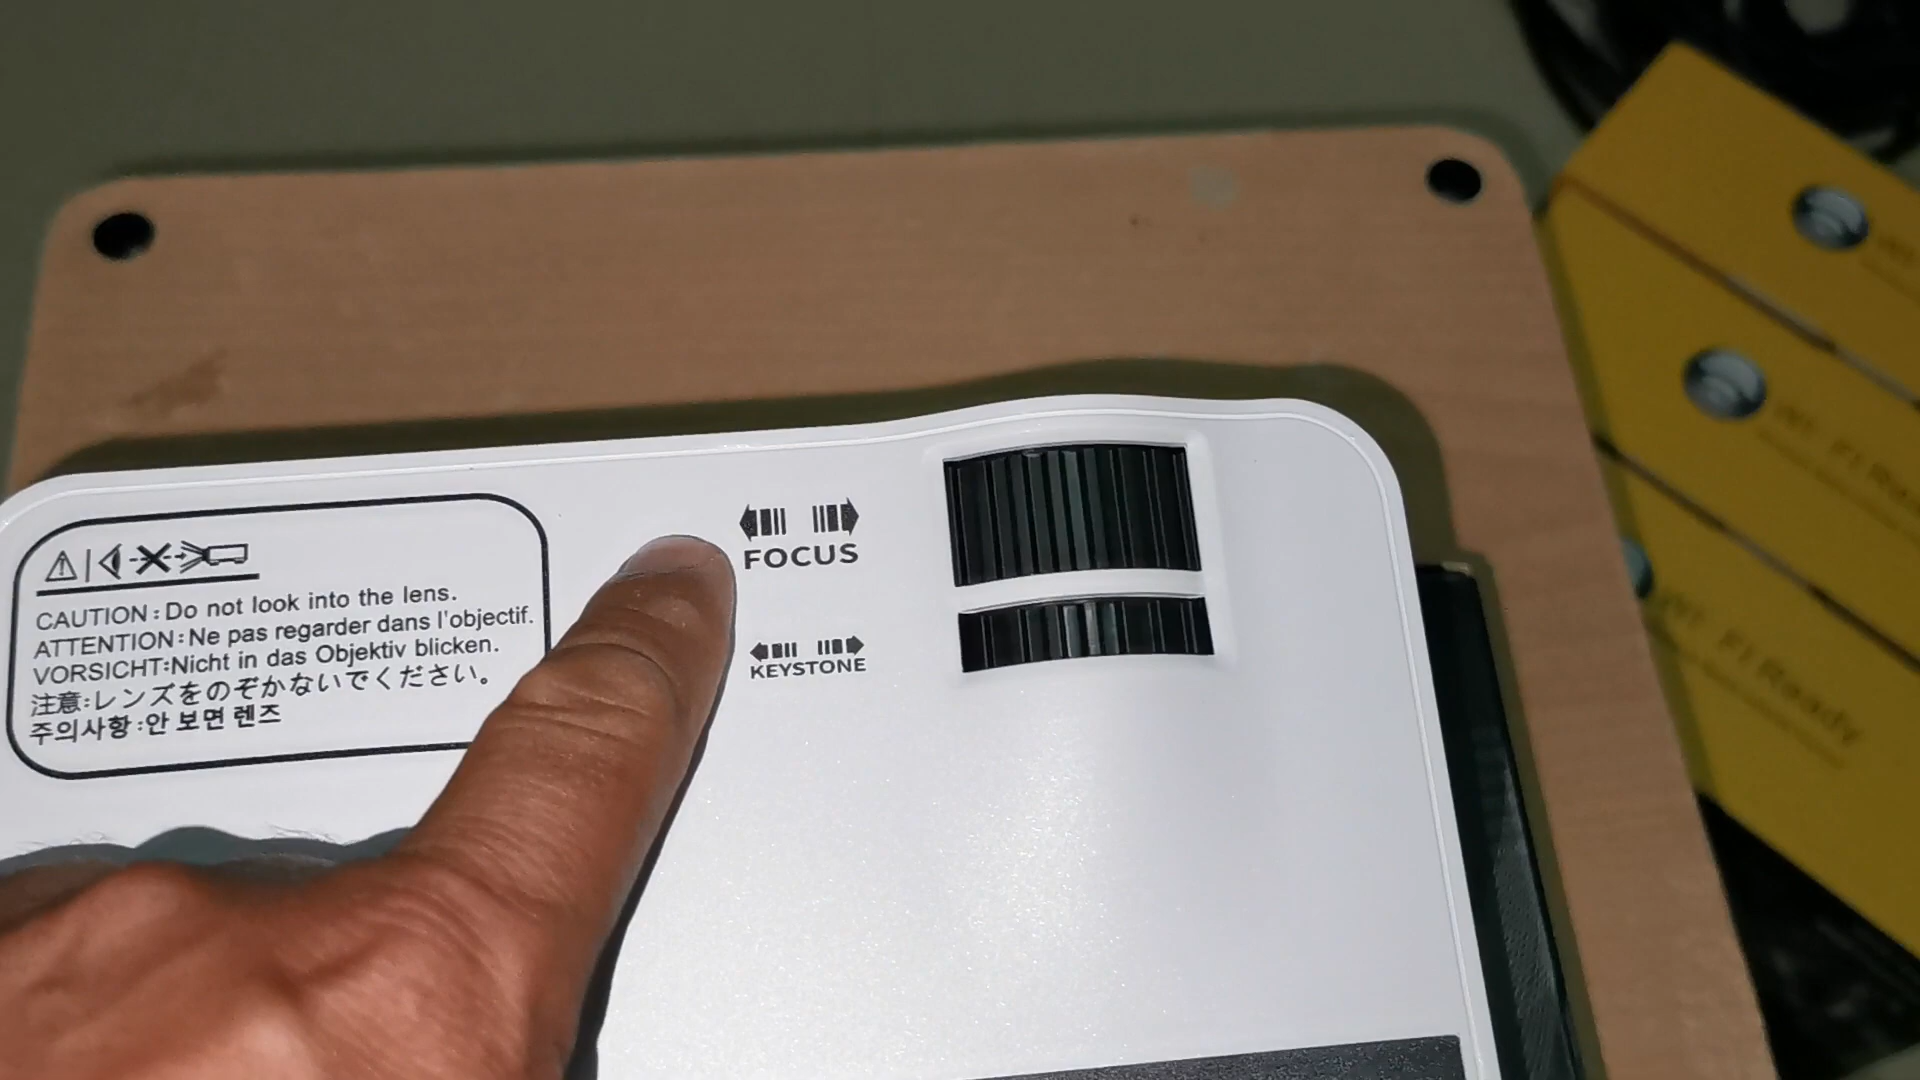 CAUTION:Do not look into the lens.
ATTENTION:Ne pas regarder dans l'objectif.
VORSICHT:Nicht in das Objektiv blicken.
注意:レンズをのぞかないでください。
주의사항:안 보면 렌즈
FOCUS
KEYSTONE
Ready